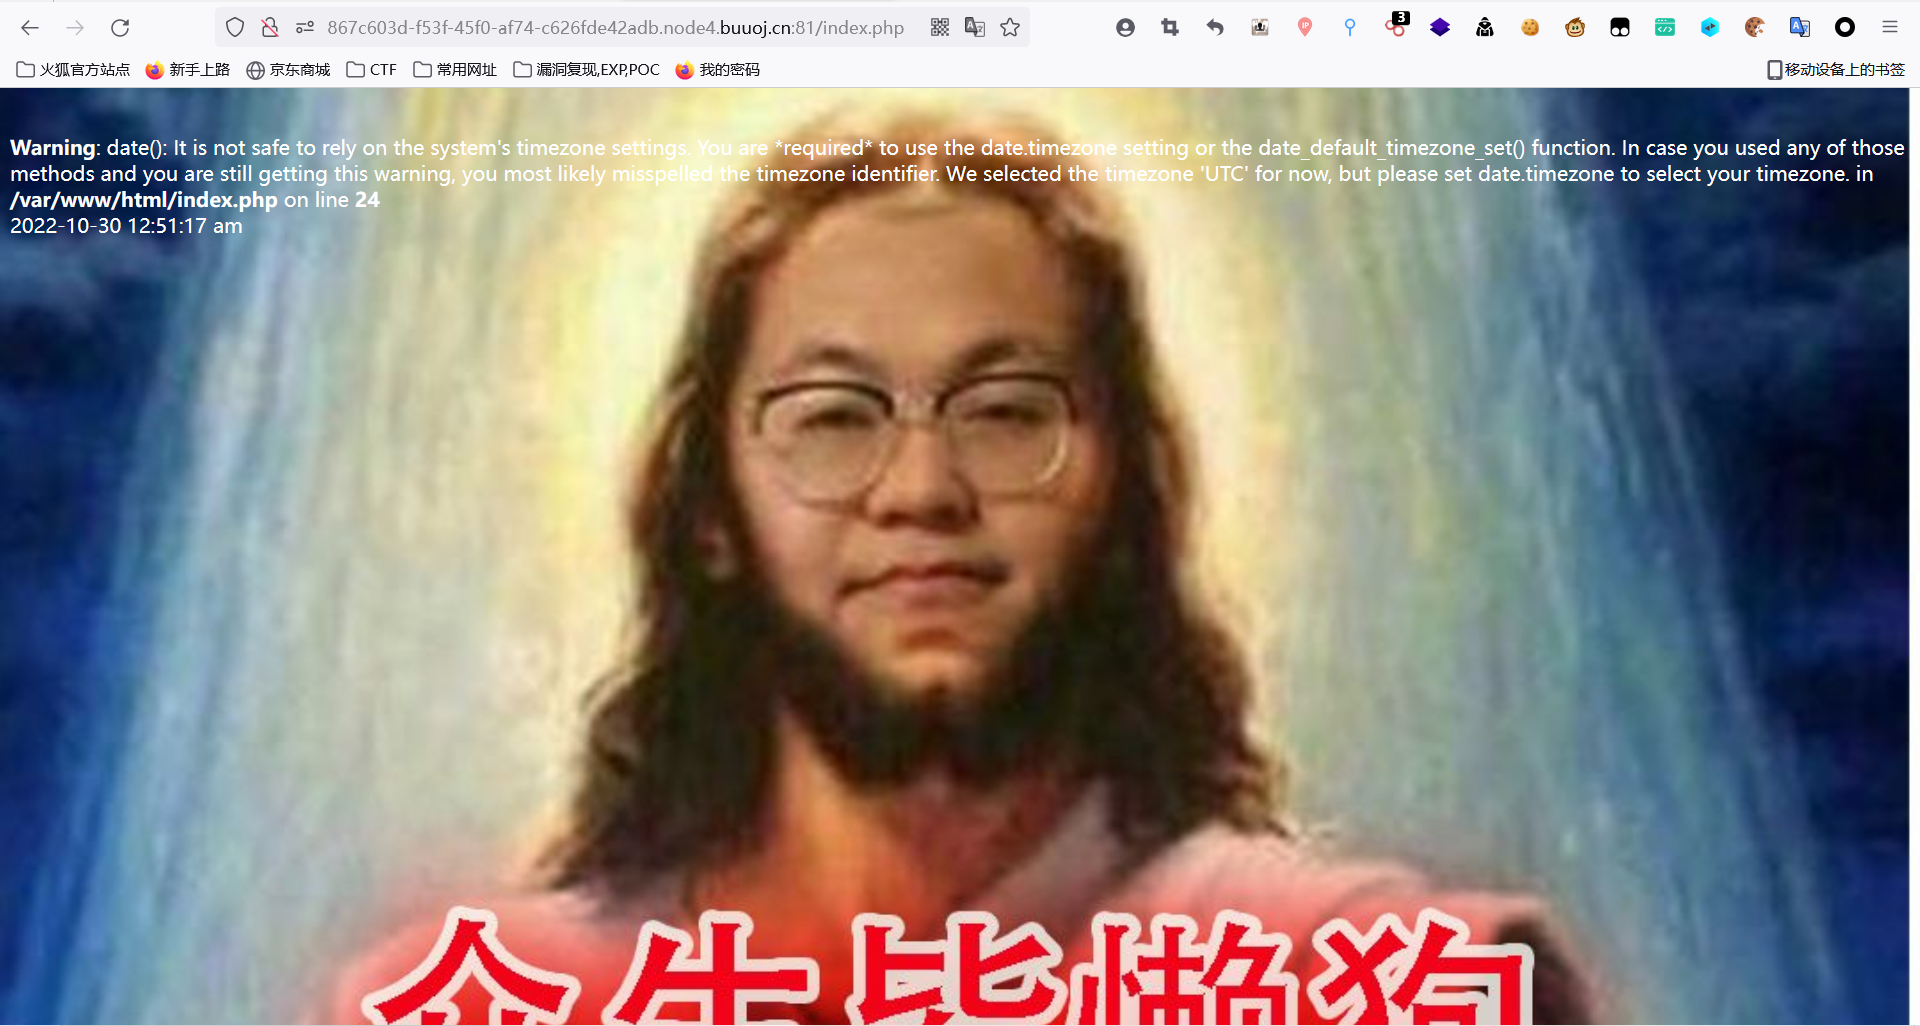 867c603d-f53f-45f0-af74-c626fde42adb.node4.buuoj.cn:81/index.php
3
火狐官方站点 新手上路 京东商城 CTF 常用网址 漏洞复现,EXP,POC 我的密码 移动设备上的书签
Warning: date(): It is not safe to rely on the system's timezone settings. You are *required* to use the date.timezone setting or the date_default_timezone_set() function. In case you used any of those
methods and you are still getting this warning, you most likely misspelled the timezone identifier. We selected the timezone 'UTC' for now, but please set date.timezone to select your timezone. in
/var/www/html/index.php on line 24
2022-10-30 12:51:17 am
众生皆懒狗